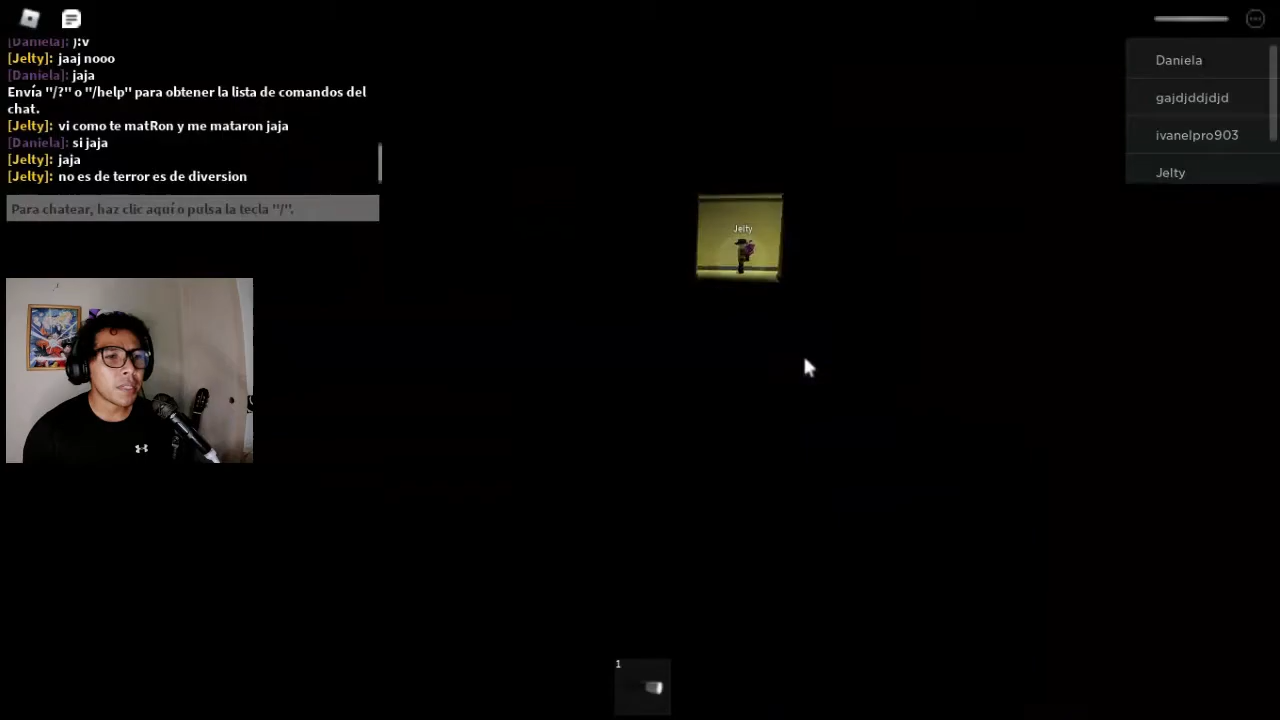 [Daniela]: ):v
[Jelty]: jaaj nooo
[Daniela]: jaja
Envía "/?" o "/help" para obtener la lista de comandos del
chat.
[Jelty]: vi como te matRon y me mataron jaja
[Daniela]: si jaja
[Jelty]: jaja
[Jelty]: no es de terror es de diversion
Para chatear, haz clic aquí o pulsa la tecla "/".
Daniela
gajdjddjdjd
ivanelpro903
Jelty
Jelty
1